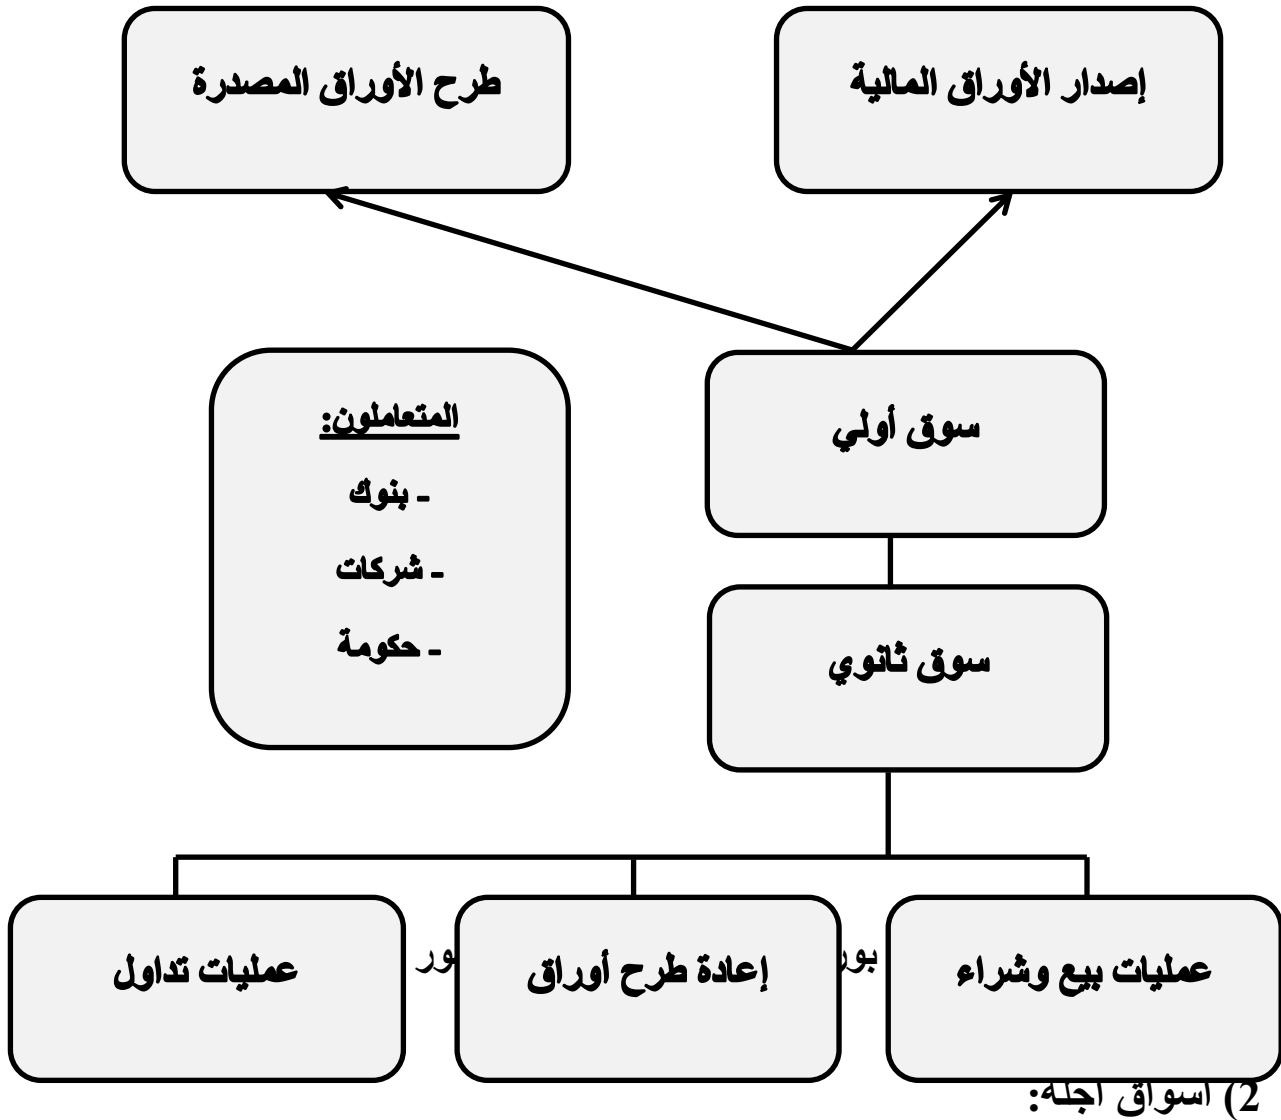 إصدار الأوراق المالية
طرح الأوراق المصدرة
سوق أولي
المتعاملون:
- بنوك
- شركات
- حكومة
سوق ثانوي
عمليات بيع وشراء
إعادة طرح أوراق
عمليات تداول
2) أسواق آجلة: